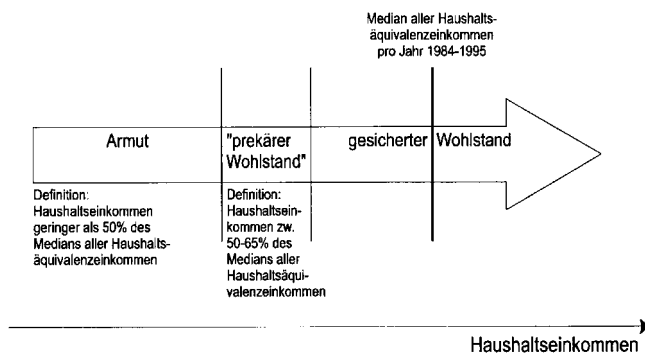 Median aller Haushalts-
äquivalenzeinkommen
pro Jahr 1984-1995
Armut
"prekärer
Wohlstand"
gesicherter Wohlstand
Definition:
Haushaltseinkommen
geringer als 50% des
Medians aller Haushalts-
äquivalenzeinkommen
Definition:
Haushaltsein-
kommen zw.
50-65% des
Medians aller
Haushaltsäqui-
valenzeinkommen
Haushaltseinkommen